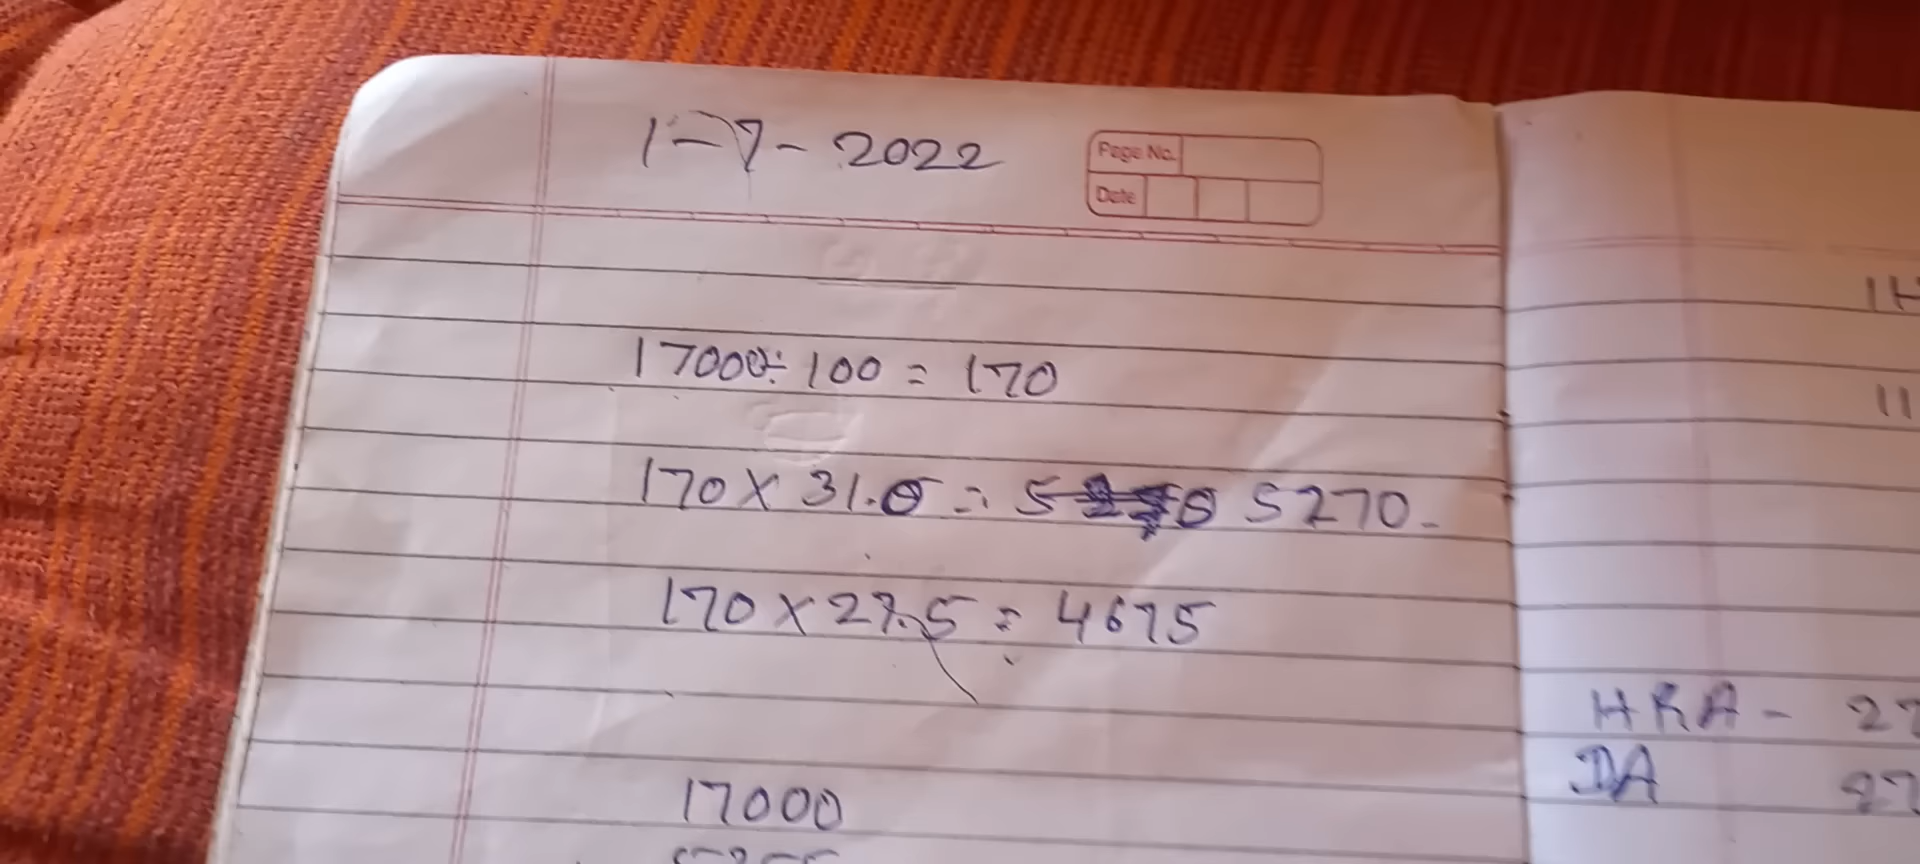 1-7-2022
Page No.
Date
17000÷100 = 170
170 X 31.0 = 5270-
170 X 27.5 = 4675
17000
HRA -
DA